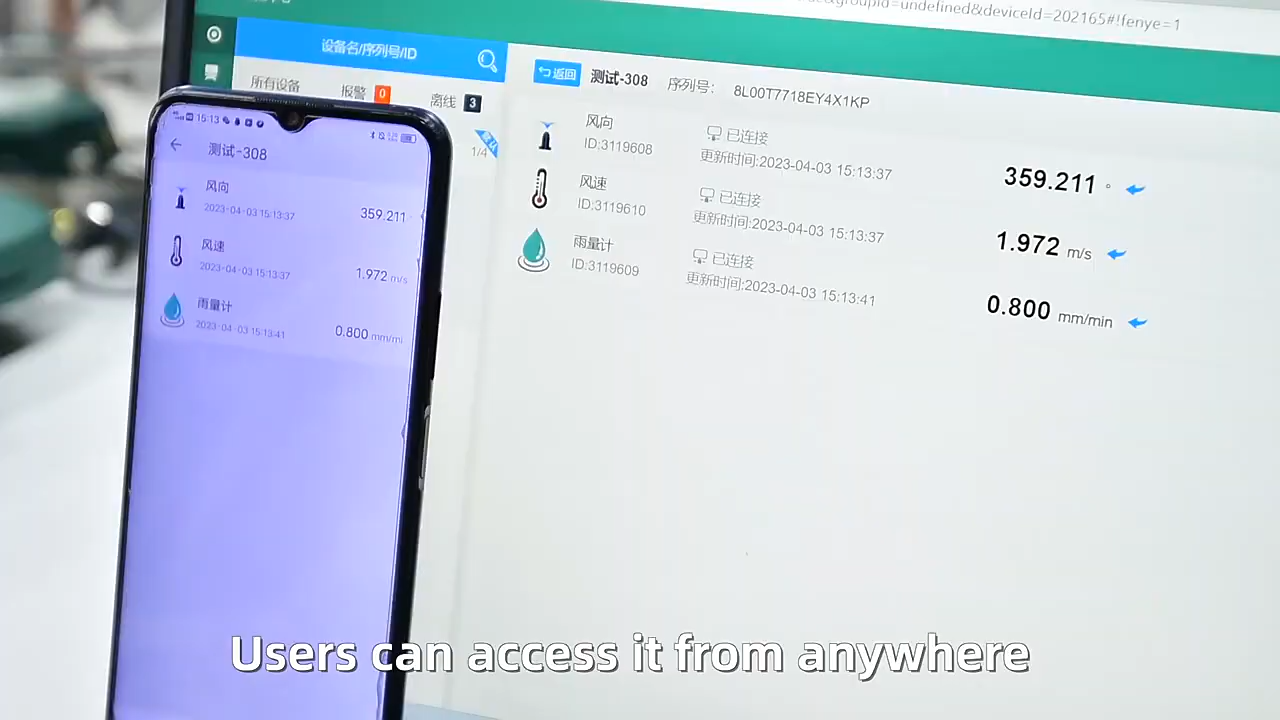 &groupid=undefined&deviceId=202165#!fenye=1
设备名/序列号/ID
所有设备 报警 0 离线 3
1/4
返回 测试-308 序列号: 8L00T7718EY4X1KP
风向
ID:3119608
已连接
更新时间:2023-04-03 15:13:37
359.211 °
风速
ID:3119610
已连接
更新时间:2023-04-03 15:13:37
1.972 m/s
雨量计
ID:3119609
已连接
更新时间:2023-04-03 15:13:41
0.800 mm/min
15:13
测试-308
风向
2023-04-03 15:13:37
359.211
风速
2023-04-03 15:13:37
1.972 m/s
雨量计
2023-04-03 15:13:41
0.800 mm/mi
Users can access it from anywhere